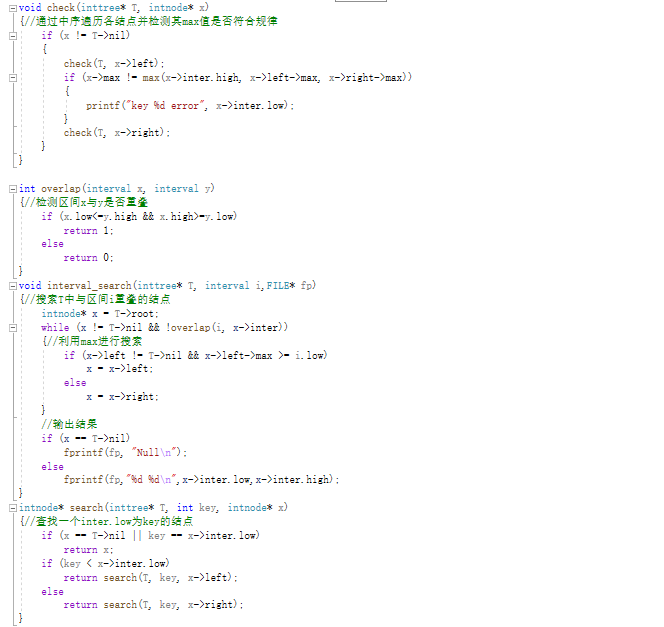 void check(inttree* T, intnode* x)
{//通过中序遍历各结点并检测其max值是否符合规律
    if (x != T->nil)
    {
        check(T, x->left);
        if (x->max != max(x->inter.high, x->left->max, x->right->max))
        {
            printf("key %d error", x->inter.low);
        }
        check(T, x->right);
    }
}

int overlap(interval x, interval y)
{//检测区间x与y是否重叠
    if (x.low<=y.high && x.high>=y.low)
        return 1;
    else
        return 0;
}
void interval_search(inttree* T, interval i,FILE* fp)
{//搜索T中与区间i重叠的结点
    intnode* x = T->root;
    while (x != T->nil && !overlap(i, x->inter))
    {//利用max进行搜索
        if (x->left != T->nil && x->left->max >= i.low)
            x = x->left;
        else
            x = x->right;
    }
    //输出结果
    if (x == T->nil)
        fprintf(fp, "Null\n");
    else
        fprintf(fp,"%d %d\n",x->inter.low,x->inter.high);
}
intnode* search(inttree* T, int key, intnode* x)
{//查找一个inter.low为key的结点
    if (x == T->nil || key == x->inter.low)
        return x;
    if (key < x->inter.low)
        return search(T, key, x->left);
    else
        return search(T, key, x->right);
}